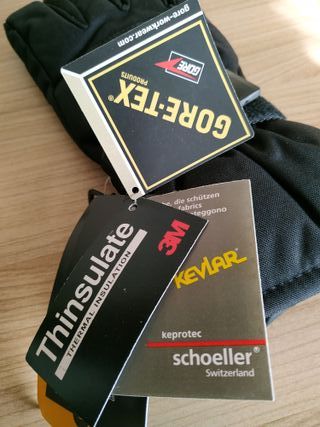 gore-workwear.com
GORE
GORE-TEX®
PRODUCTS
Thinsulate
THERMAL INSULATION
3M
die, die schützen
fabrics
teggono
KEVLAR
keprotec
schoeller®
Switzerland